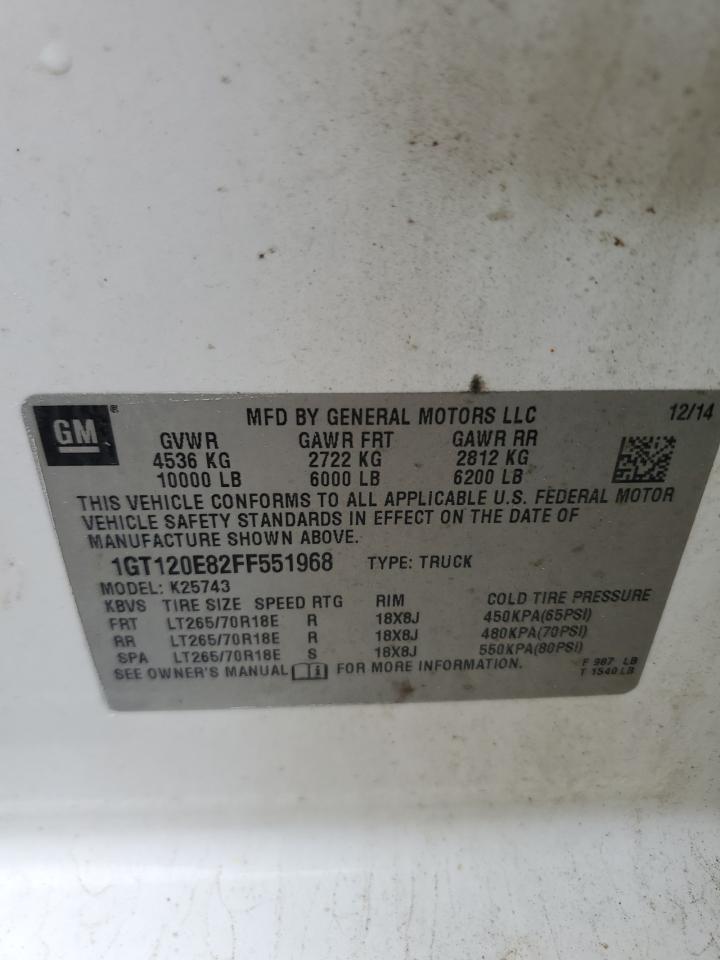 GM ® MFD BY GENERAL MOTORS LLC 12/14
GVWR GAWR FRT GAWR RR
4536 KG 2722 KG 2812 KG
10000 LB 6000 LB 6200 LB
THIS VEHICLE CONFORMS TO ALL APPLICABLE U.S. FEDERAL MOTOR
VEHICLE SAFETY STANDARDS IN EFFECT ON THE DATE OF
MANUFACTURE SHOWN ABOVE.
1GT120E82FF551968 TYPE: TRUCK
MODEL: K25743
KBVS TIRE SIZE SPEED RTG RIM COLD TIRE PRESSURE
FRT LT265/70R18E R 18X8J 450KPA(65PSI)
RR LT265/70R18E R 18X8J 480KPA(70PSI)
SPA LT265/70R18E S 18X8J 550KPA(80PSI)
SEE OWNER'S MANUAL FOR MORE INFORMATION. F 987 LB
T 1540 LB